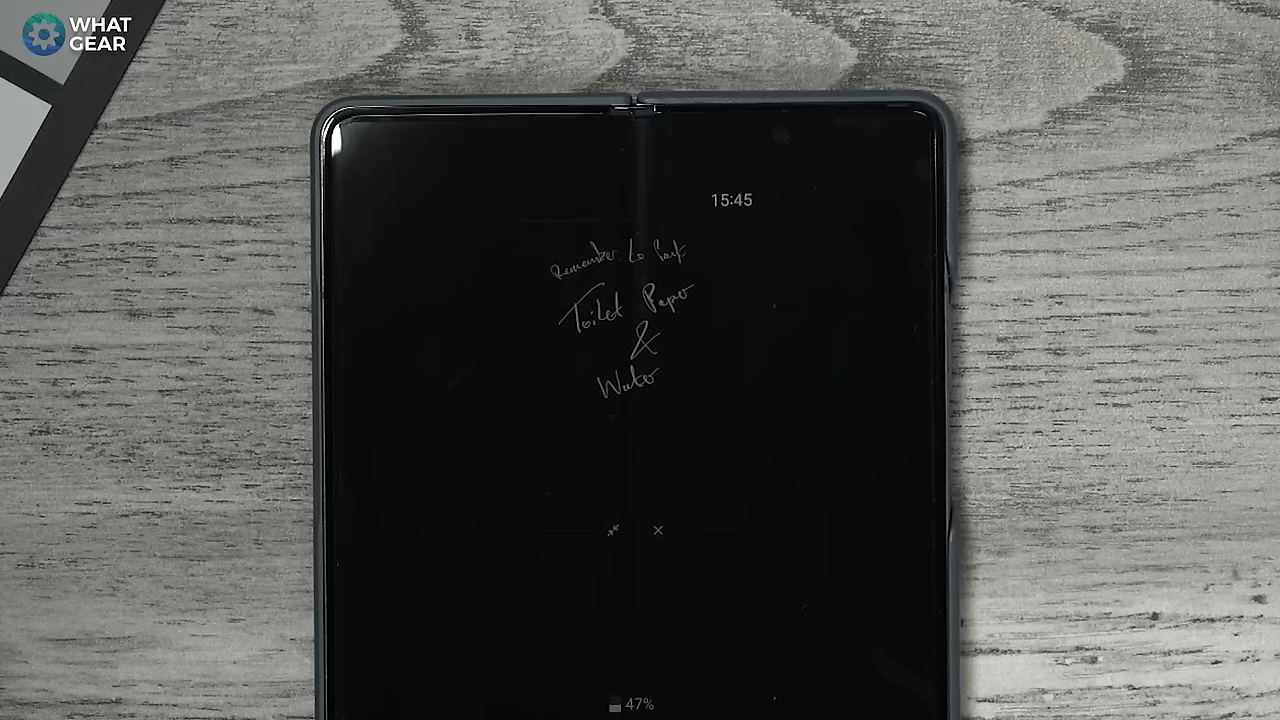 WHAT
GEAR
15:45
Remember to Pack
Toilet Paper
&
Water
47%